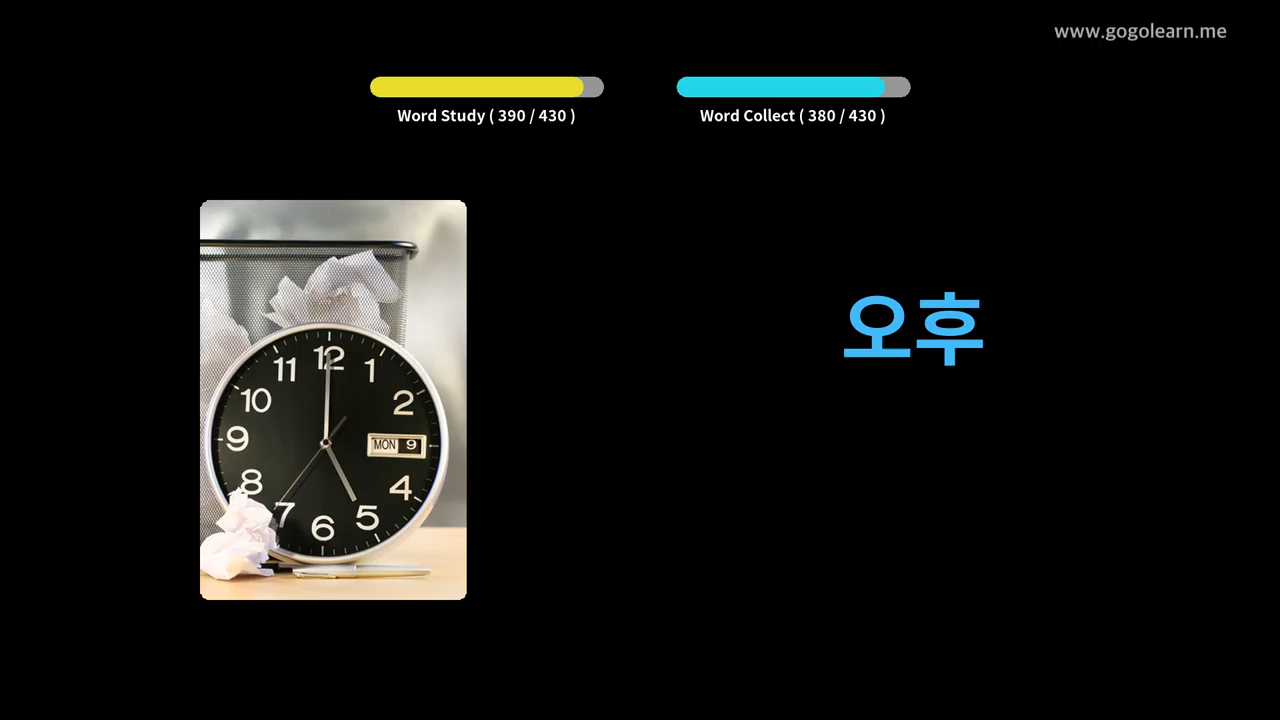 www.gogolearn.me
Word Study ( 390 / 430 )
Word Collect ( 380 / 430 )
오후
12
11
1
10
2
9
MON 9
8
4
7
5
6